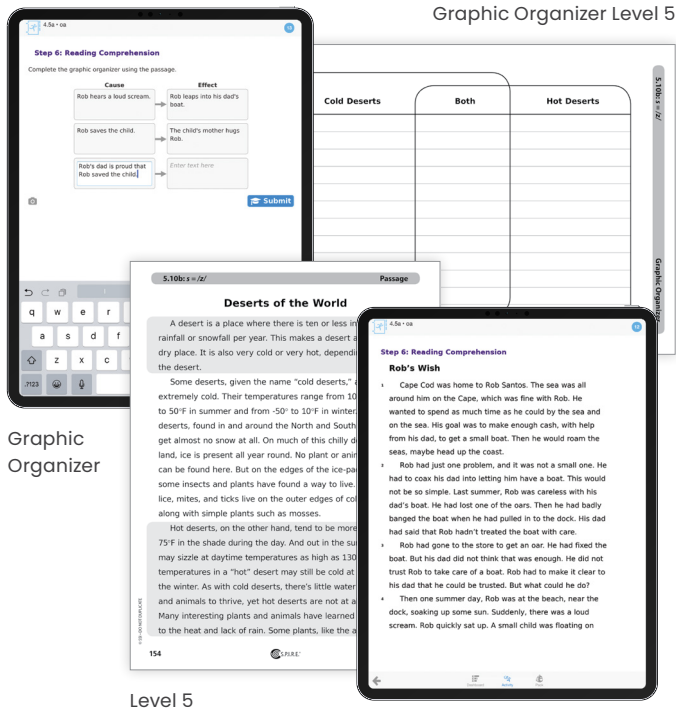 Graphic Organizer Level 5
4.5a • oa
10
Step 6: Reading Comprehension
Complete the graphic organizer using the passage.
Cause
Effect
Rob hears a loud scream.
Rob leaps into his dad's
boat.
Rob saves the child.
The child's mother hugs
Rob.
Rob's dad is proud that
Rob saved the child.
Enter text here
Submit
q w e r
a s d f
z x c
.?123
Cold Deserts
Both
Hot Deserts
5.10b: s = /z/
Graphic Organizer
5.10b: s = /z/
Passage
Deserts of the World
A desert is a place where there is ten or less in
rainfall or snowfall per year. This makes a desert a
dry place. It is also very cold or very hot, dependi
the desert.
Some deserts, given the name "cold deserts," a
extremely cold. Their temperatures range from 10
to 50°F in summer and from -50° to 10°F in winter.
deserts, found in and around the North and South
get almost no snow at all. On much of this chilly d
land, ice is present all year round. No plant or anim
can be found here. But on the edges of the ice-pa
some insects and plants have found a way to live.
lice, mites, and ticks live on the outer edges of col
along with simple plants such as mosses.
Hot deserts, on the other hand, tend to be more
75°F in the shade during the day. And out in the su
may sizzle at daytime temperatures as high as 130
temperatures in a "hot" desert may still be cold at
the winter. As with cold deserts, there's little water
and animals to thrive, yet hot deserts are not at a
Many interesting plants and animals have learned
to the heat and lack of rain. Some plants, like the a
DO NOT DUPLICATE
154
S.P.I.R.E.
4.5a • oa
10
Step 6: Reading Comprehension
Rob's Wish
1 Cape Cod was home to Rob Santos. The sea was all
around him on the Cape, which was fine with Rob. He
wanted to spend as much time as he could by the sea and
on the sea. His goal was to make enough cash, with help
from his dad, to get a small boat. Then he would roam the
seas, maybe head up the coast.
2 Rob had just one problem, and it was not a small one. He
had to coax his dad into letting him have a boat. This would
not be so simple. Last summer, Rob was careless with his
dad's boat. He had lost one of the oars. Then he had badly
banged the boat when he had pulled in to the dock. His dad
had said that Rob hadn't treated the boat with care.
3 Rob had gone to the store to get an oar. He had fixed the
boat. But his dad did not think that was enough. He did not
trust Rob to take care of a boat. Rob had to make it clear to
his dad that he could be trusted. But what could he do?
4 Then one summer day, Rob was at the beach, near the
dock, soaking up some sun. Suddenly, there was a loud
scream. Rob quickly sat up. A small child was floating on
Dashboard
Activity
Graphic
Organizer
Level 5